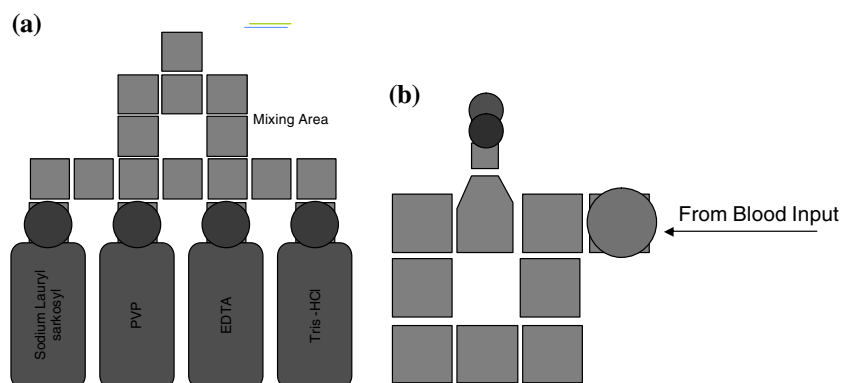 (a)
Mixing Area
Sodium Lauryl
sarkosyl
PVP
EDTA
Tris -HCl
(b)
From Blood Input